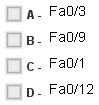 A - Fa0/3
B - Fa0/9
C - Fa0/1
D - Fa0/12